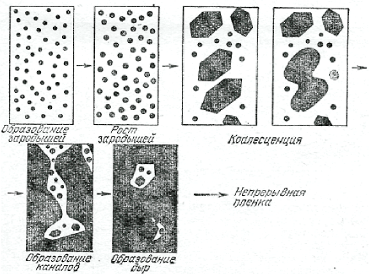 Образование
зародышей
Рост
зародышей
Коалесценция
Образование
каналов
Образование
дыр
Непрерывная
пленка